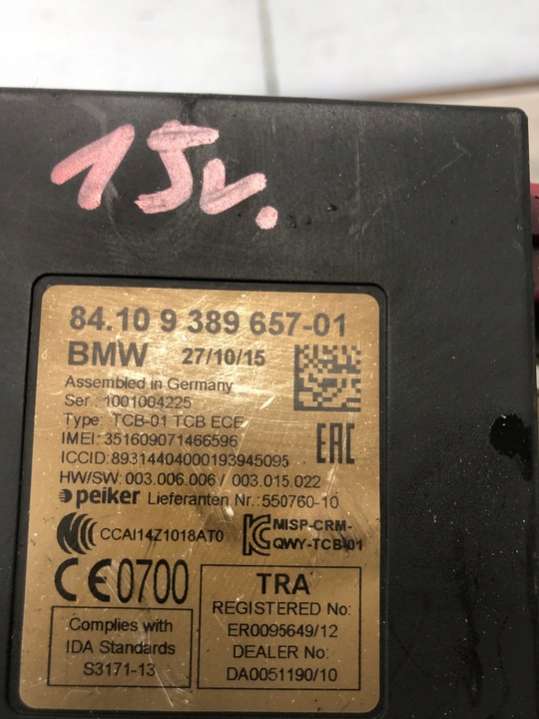 15v.
84.10 9 389 657-01
BMW 27/10/15
Assembled in Germany
Ser.:1001004225
Type: TCB-01 TCB ECE
IMEI: 351609071466596
ICCID: 89314404000193945095
EAC
HW/SW: 003.006.006 / 003.015.022
peiker Lieferanten Nr.: 550760-10
CCAI14Z1018AT0
MISP-CRM-
QWY-TCB-01
CE0700
Complies with
IDA Standards
S3171-13
TRA
REGISTERED No:
ER0095649/12
DEALER No:
DA0051190/10